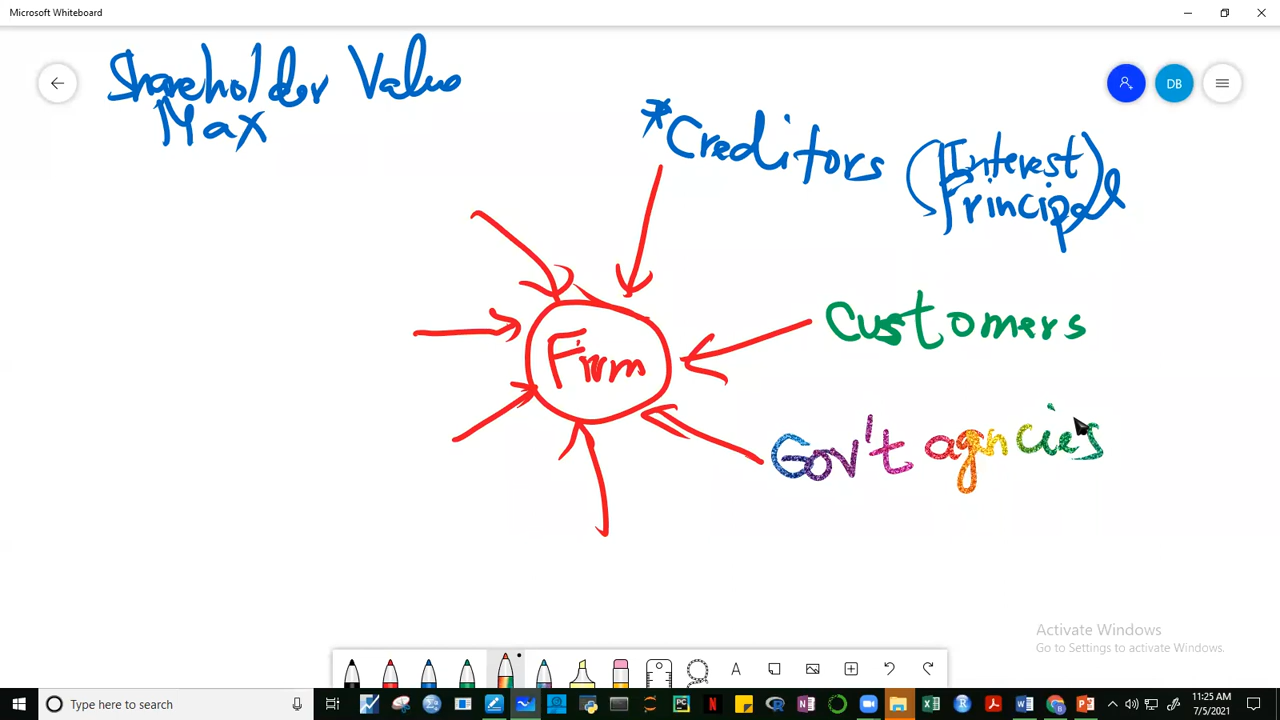 Microsoft Whiteboard
Shareholder Value
Max
DB
*Creditors (Interest)
Principal
Customers
Firm
Gov't agncies
Activate Windows
Go to Settings to activate Windows.
A
Type here to search
11:25 AM
7/5/2021